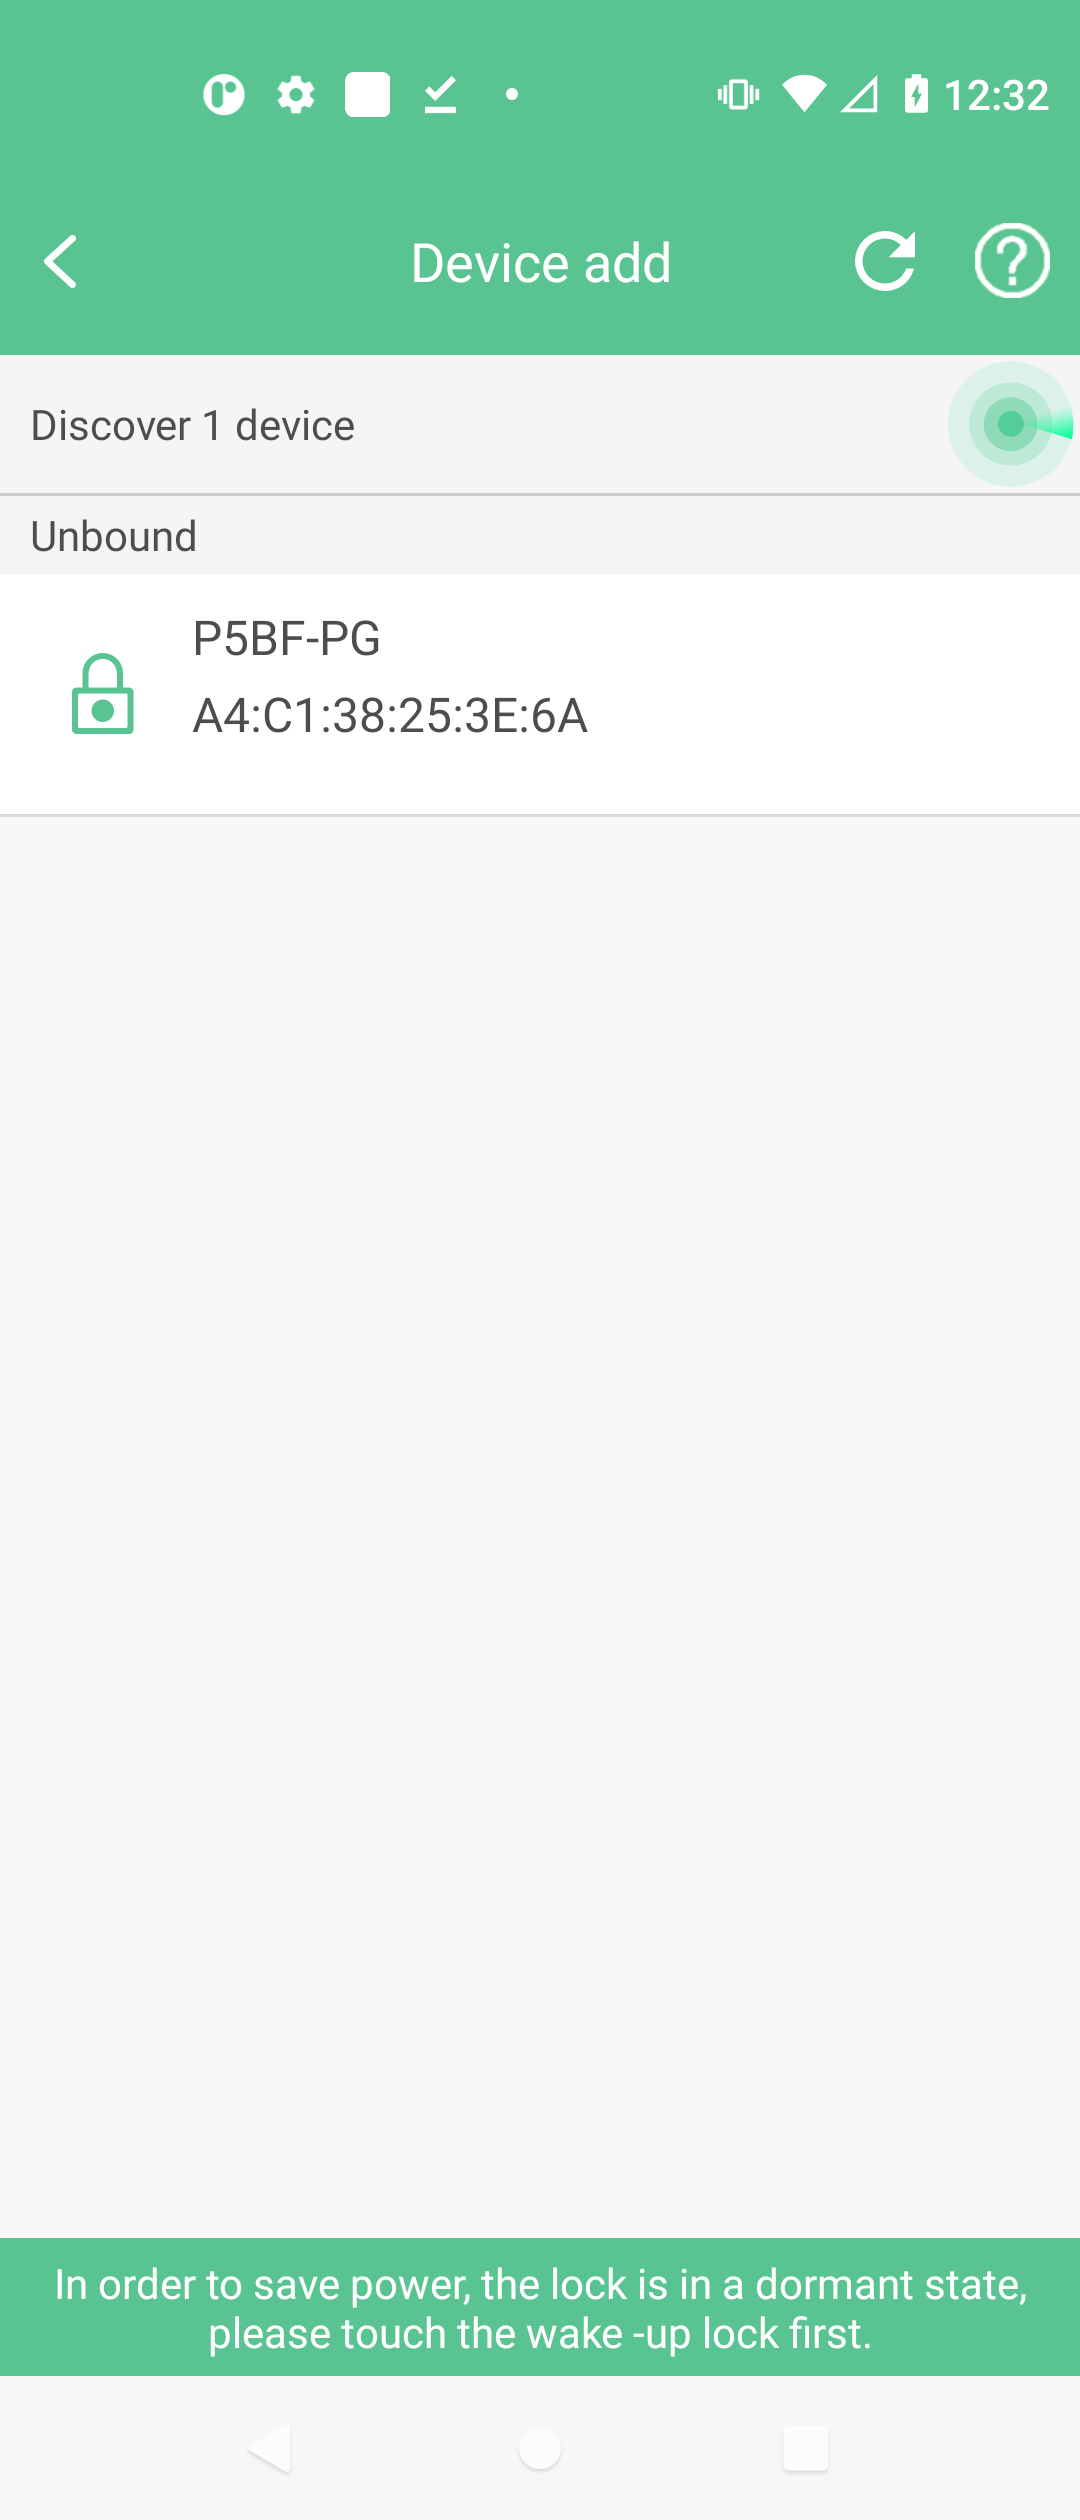 12:32
Device add
Discover 1 device
Unbound
P5BF-PG
A4:C1:38:25:3E:6A
In order to save power, the lock is in a dormant state,
please touch the wake -up lock first.